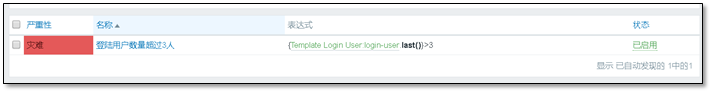 严重性 名称 表达式 状态
灾难 登陆用户数量超过3人 {Template Login User:login-user.last()}>3 已启用
显示 已自动发现的 1中的1